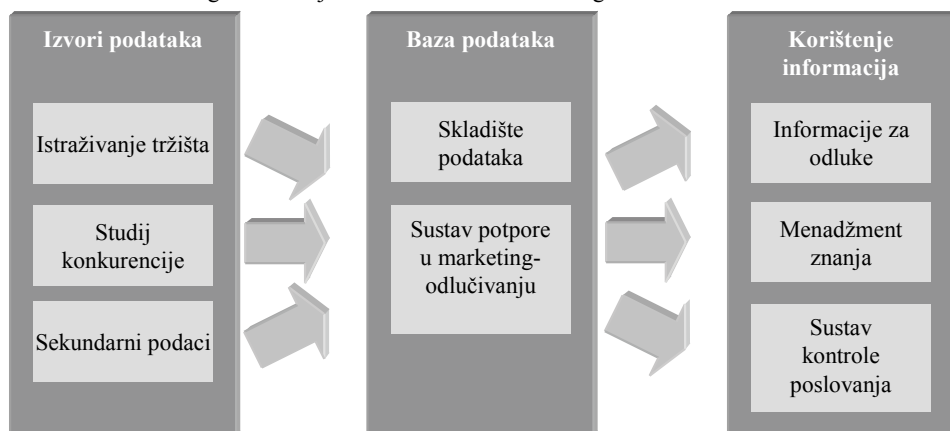 Izvori podataka
Istraživanje tržišta
Studij
konkurencije
Sekundarni podaci
Baza podataka
Skladište
podataka
Sustav potpore
u marketing-
odlučivanju
Korištenje
informacija
Informacije za
odluke
Menadžment
znanja
Sustav
kontrole
poslovanja